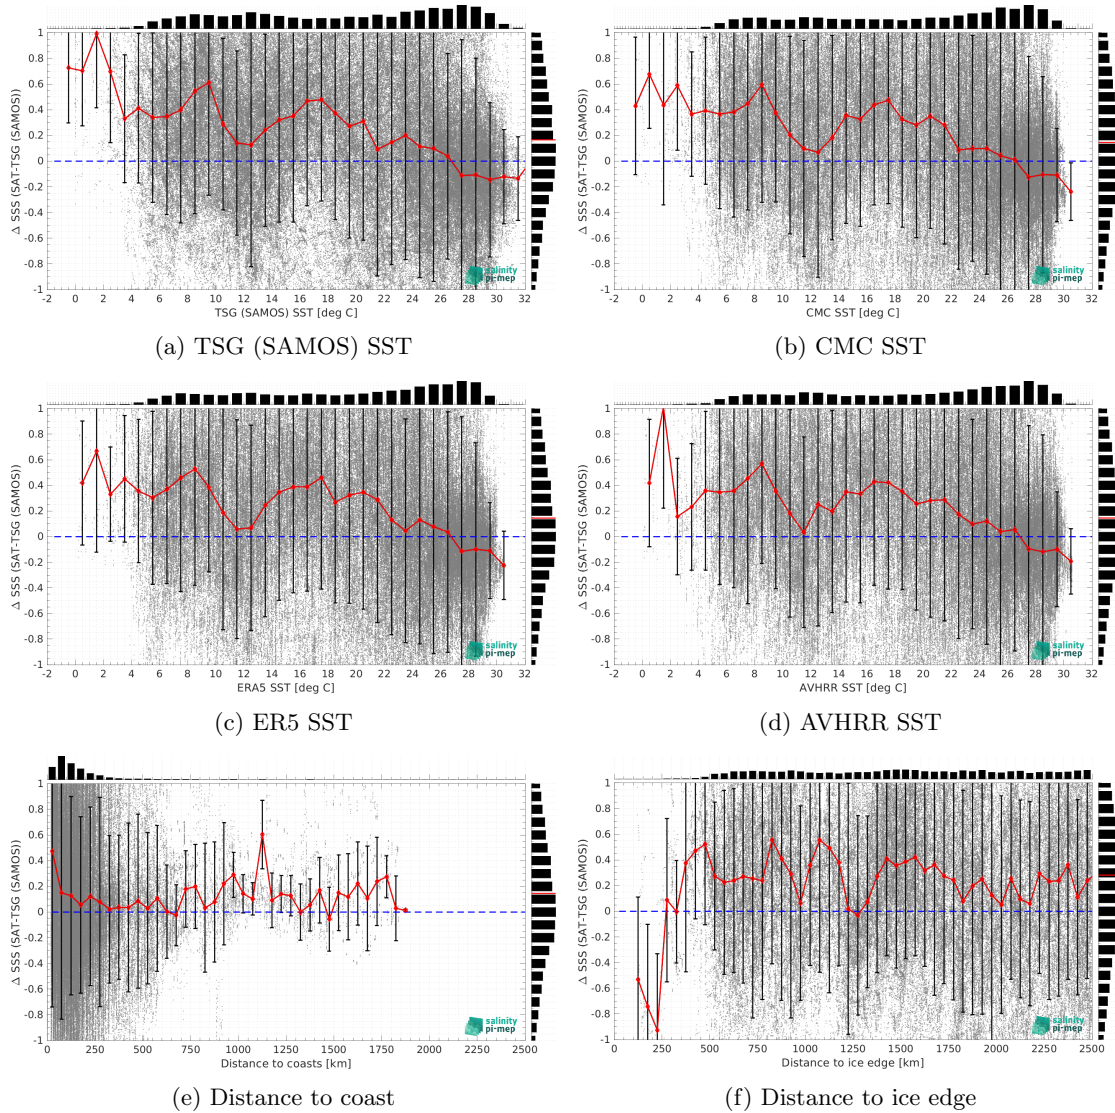 1
0.8
0.6
0.4
0.2
0
-0.2
-0.4
-0.6
-0.8
-1
Δ SSS (SAT-TSG (SAMOS))
-2 0 2 4 6 8 10 12 14 16 18 20 22 24 26 28 30 32
TSG (SAMOS) SST [deg C]
salinity
pi-mep
(a) TSG (SAMOS) SST
1
0.8
0.6
0.4
0.2
0
-0.2
-0.4
-0.6
-0.8
-1
Δ SSS (SAT-TSG (SAMOS))
-2 0 2 4 6 8 10 12 14 16 18 20 22 24 26 28 30 32
CMC SST [deg C]
salinity
pi-mep
(b) CMC SST
1
0.8
0.6
0.4
0.2
0
-0.2
-0.4
-0.6
-0.8
-1
Δ SSS (SAT-TSG (SAMOS))
-2 0 2 4 6 8 10 12 14 16 18 20 22 24 26 28 30 32
ERA5 SST [deg C]
salinity
pi-mep
(c) ER5 SST
1
0.8
0.6
0.4
0.2
0
-0.2
-0.4
-0.6
-0.8
-1
Δ SSS (SAT-TSG (SAMOS))
-2 0 2 4 6 8 10 12 14 16 18 20 22 24 26 28 30 32
AVHRR SST [deg C]
salinity
pi-mep
(d) AVHRR SST
1
0.8
0.6
0.4
0.2
0
-0.2
-0.4
-0.6
-0.8
-1
Δ SSS (SAT-TSG (SAMOS))
0 250 500 750 1000 1250 1500 1750 2000 2250 2500
Distance to coasts [km]
salinity
pi-mep
(e) Distance to coast
1
0.8
0.6
0.4
0.2
0
-0.2
-0.4
-0.6
-0.8
-1
Δ SSS (SAT-TSG (SAMOS))
0 250 500 750 1000 1250 1500 1750 2000 2250 2500
Distance to ice edge [km]
salinity
pi-mep
(f) Distance to ice edge